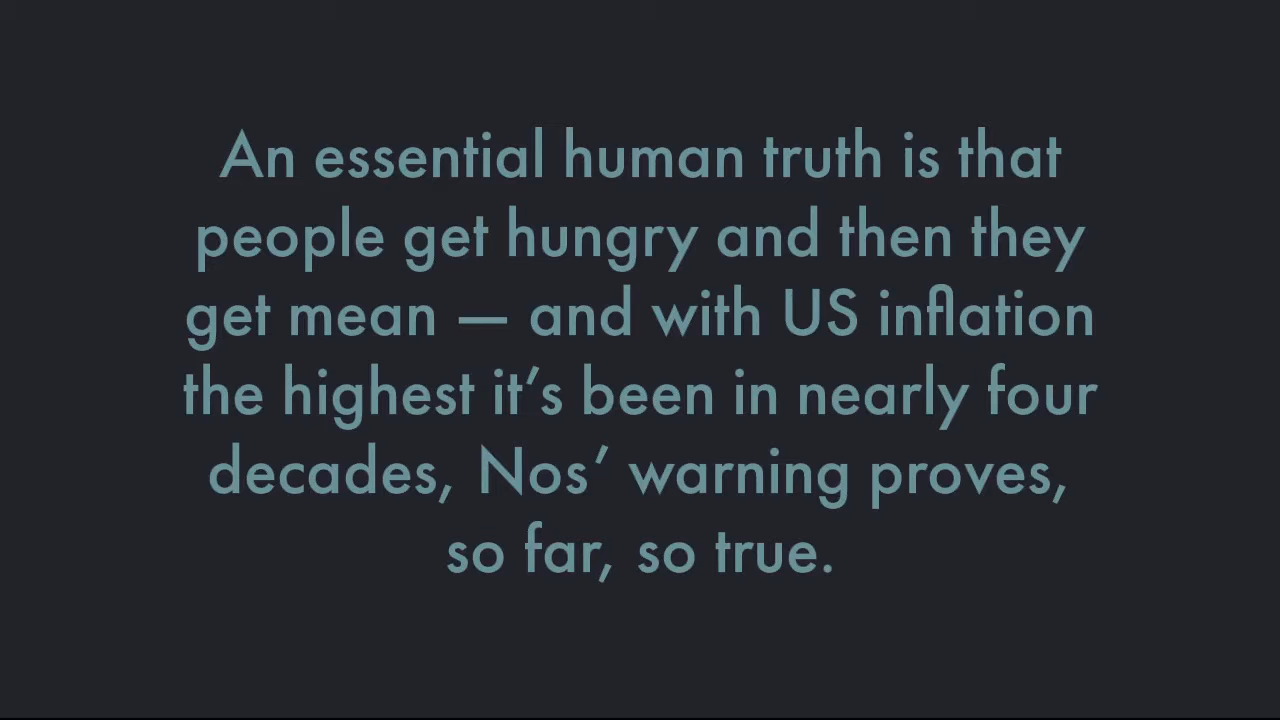 An essential human truth is that
people get hungry and then they
get mean — and with US inflation
the highest it’s been in nearly four
decades, Nos’ warning proves,
so far, so true.